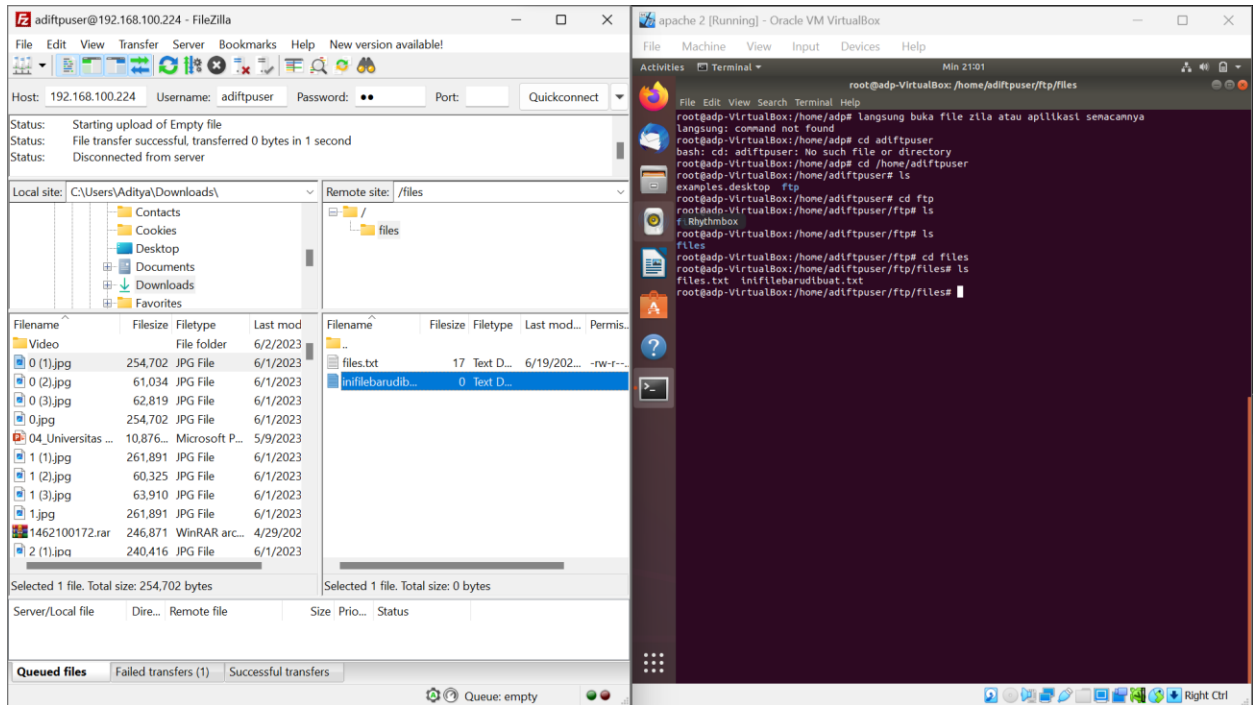 adiftpuser@192.168.100.224 - FileZilla
File Edit View Transfer Server Bookmarks Help New version available!
Host: 192.168.100.224 Username: adiftpuser Password: ●● Port: Quickconnect
Status: Starting upload of Empty file
Status: File transfer successful, transferred 0 bytes in 1 second
Status: Disconnected from server
Local site: C:\Users\Aditya\Downloads\
Contacts
Cookies
Desktop
Documents
Downloads
Favorites
Filename Filesize Filetype Last mod
Video File folder 6/2/2023
0 (1).jpg 254,702 JPG File 6/1/2023
0 (2).jpg 61,034 JPG File 6/1/2023
0 (3).jpg 62,819 JPG File 6/1/2023
0.jpg 254,702 JPG File 6/1/2023
04_Universitas ... 10,876... Microsoft P... 5/9/2023
1 (1).jpg 261,891 JPG File 6/1/2023
1 (2).jpg 60,325 JPG File 6/1/2023
1 (3).jpg 63,910 JPG File 6/1/2023
1.jpg 261,891 JPG File 6/1/2023
1462100172.rar 246,871 WinRAR arc... 4/29/202
2 (1).jpg 240,416 JPG File 6/1/2023
Selected 1 file. Total size: 254,702 bytes
Remote site: /files
/
files
Filename Filesize Filetype Last mod... Permis...
..
files.txt 17 Text D... 6/19/202... -rw-r--...
inifilebarudib... 0 Text D...
Selected 1 file. Total size: 0 bytes
Server/Local file Dire... Remote file Size Prio... Status
Queued files Failed transfers (1) Successful transfers
Queue: empty
apache 2 [Running] - Oracle VM VirtualBox
File Machine View Input Devices Help
Activities Terminal Min 21:01
root@adp-VirtualBox: /home/adiftpuser/ftp/files
File Edit View Search Terminal Help
root@adp-VirtualBox:/home/adp# langsung buka file zila atau apllikasi semacamnya
langsung: command not found
root@adp-VirtualBox:/home/adp# cd adiftpuser
bash: cd: adiftpuser: No such file or directory
root@adp-VirtualBox:/home/adp# cd /home/adiftpuser
root@adp-VirtualBox:/home/adiftpuser# ls
examples.desktop ftp
root@adp-VirtualBox:/home/adiftpuser# cd ftp
root@adp-VirtualBox:/home/adiftpuser/ftp# ls
Rhythmbox
root@adp-VirtualBox:/home/adiftpuser/ftp# ls
files
root@adp-VirtualBox:/home/adiftpuser/ftp# cd files
root@adp-VirtualBox:/home/adiftpuser/ftp/files# ls
files.txt inifilebarudibuat.txt
root@adp-VirtualBox:/home/adiftpuser/ftp/files#
Right Ctrl